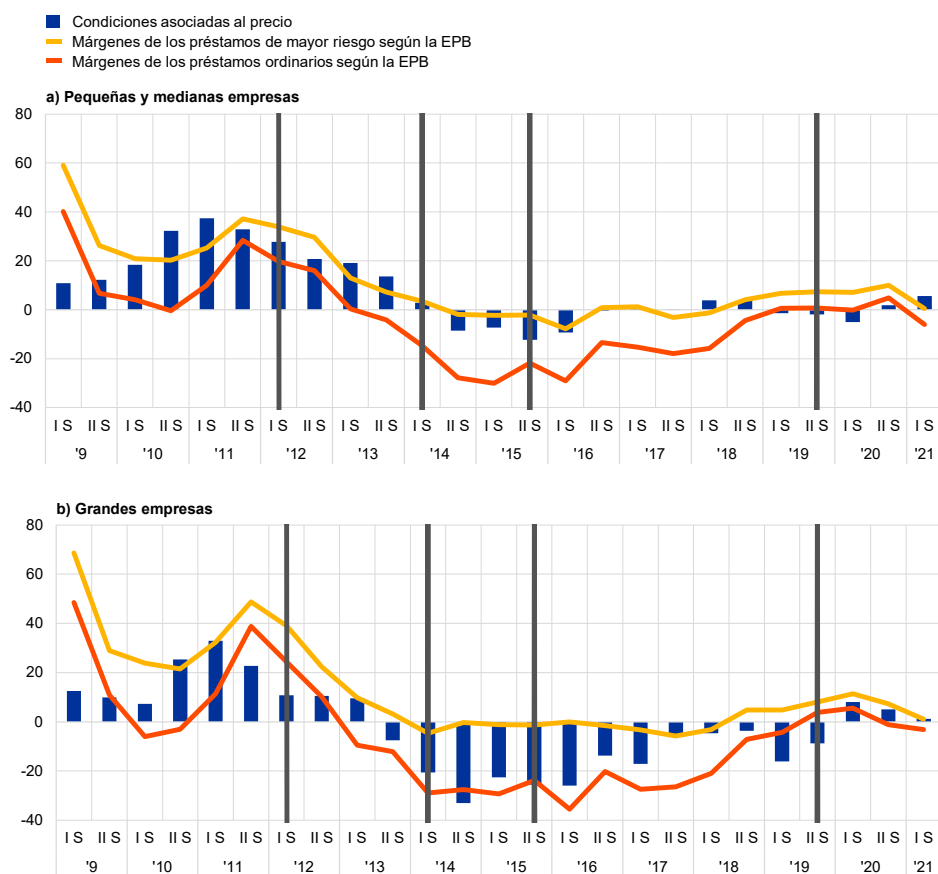 Condiciones asociadas al precio
Márgenes de los préstamos de mayor riesgo según la EPB
Márgenes de los préstamos ordinarios según la EPB
a) Pequeñas y medianas empresas
80
60
40
20
0
-20
-40
I S II S I S II S I S II S I S II S I S II S I S II S I S II S I S II S I S II S I S II S I S II S I S II S I S
'9 '10 '11 '12 '13 '14 '15 '16 '17 '18 '19 '20 '21
b) Grandes empresas
80
60
40
20
0
-20
-40
I S II S I S II S I S II S I S II S I S II S I S II S I S II S I S II S I S II S I S II S I S II S I S II S I S
'9 '10 '11 '12 '13 '14 '15 '16 '17 '18 '19 '20 '21